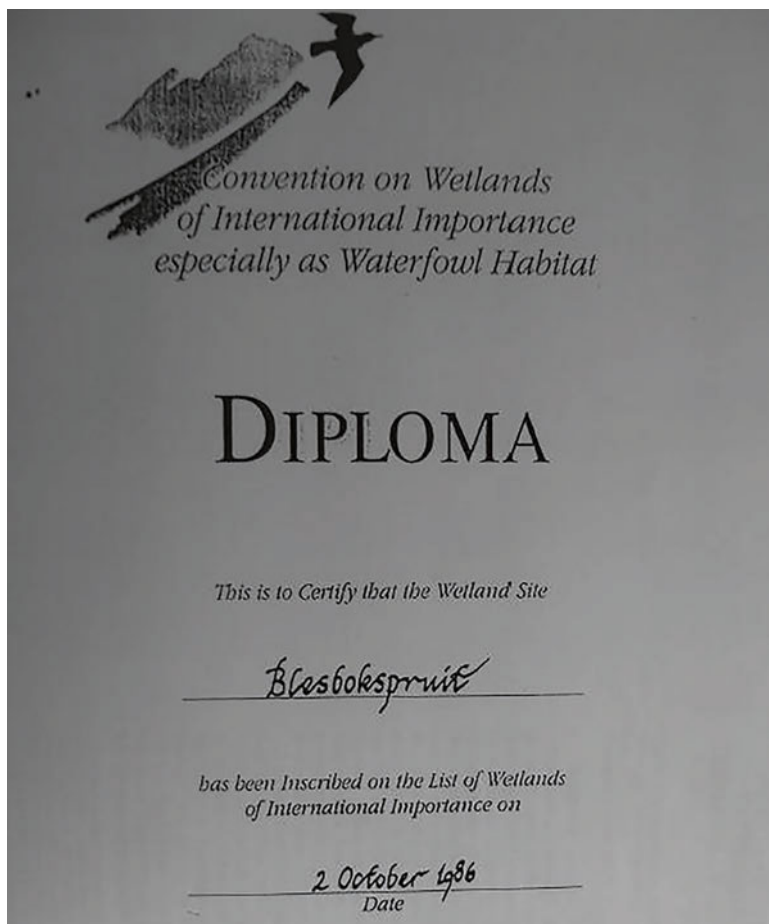 Convention on Wetlands
of International Importance
especially as Waterfowl Habitat
DIPLOMA
This is to Certify that the Wetland Site
Blesbokspruit
has been Inscribed on the List of Wetlands
of International Importance on
2 October 1986
Date